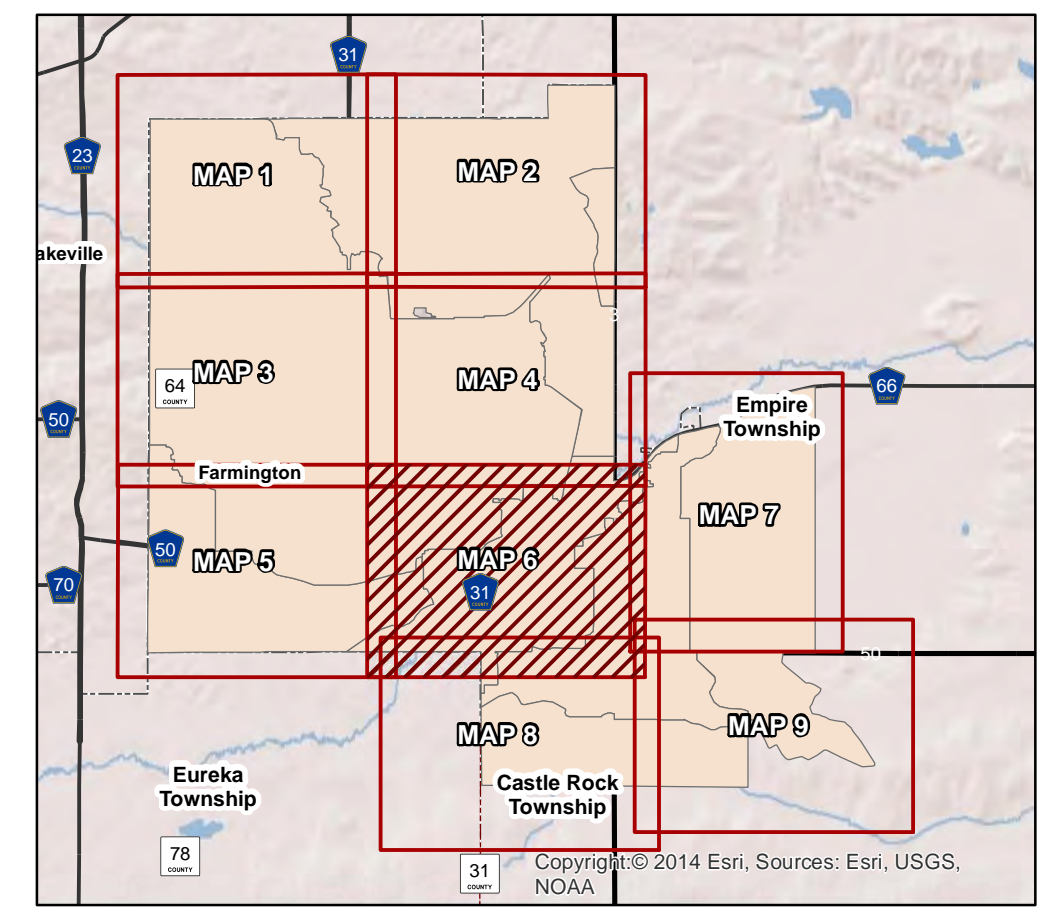 31
COUNTY
23
COUNTY
MAP 1
MAP 2
akeville
3
MAP 3
64
COUNTY
MAP 4
66
COUNTY
50
COUNTY
Empire
Township
Farmington
MAP 7
50
COUNTY
MAP 5
MAP 6
31
COUNTY
70
COUNTY
50
MAP 8
MAP 9
Eureka
Township
Castle Rock
Township
78
COUNTY
31
COUNTY
Copyright:© 2014 Esri, Sources: Esri, USGS,
NOAA